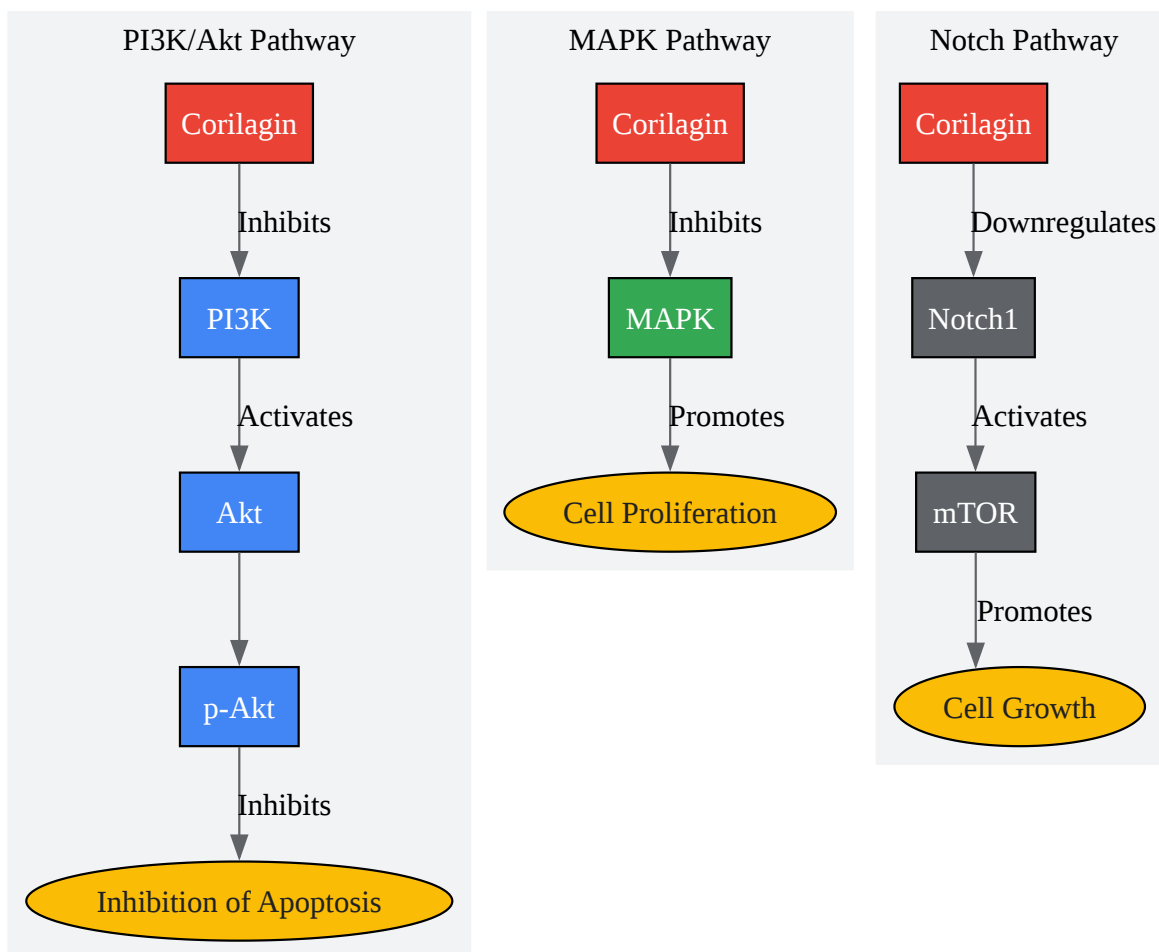 PI3K/Akt Pathway
Corilagin
Inhibits
PI3K
Activates
Akt
p-Akt
Inhibits
Inhibition of Apoptosis
MAPK Pathway
Corilagin
Inhibits
MAPK
Promotes
Cell Proliferation
Notch Pathway
Corilagin
Downregulates
Notch1
Activates
mTOR
Promotes
Cell Growth